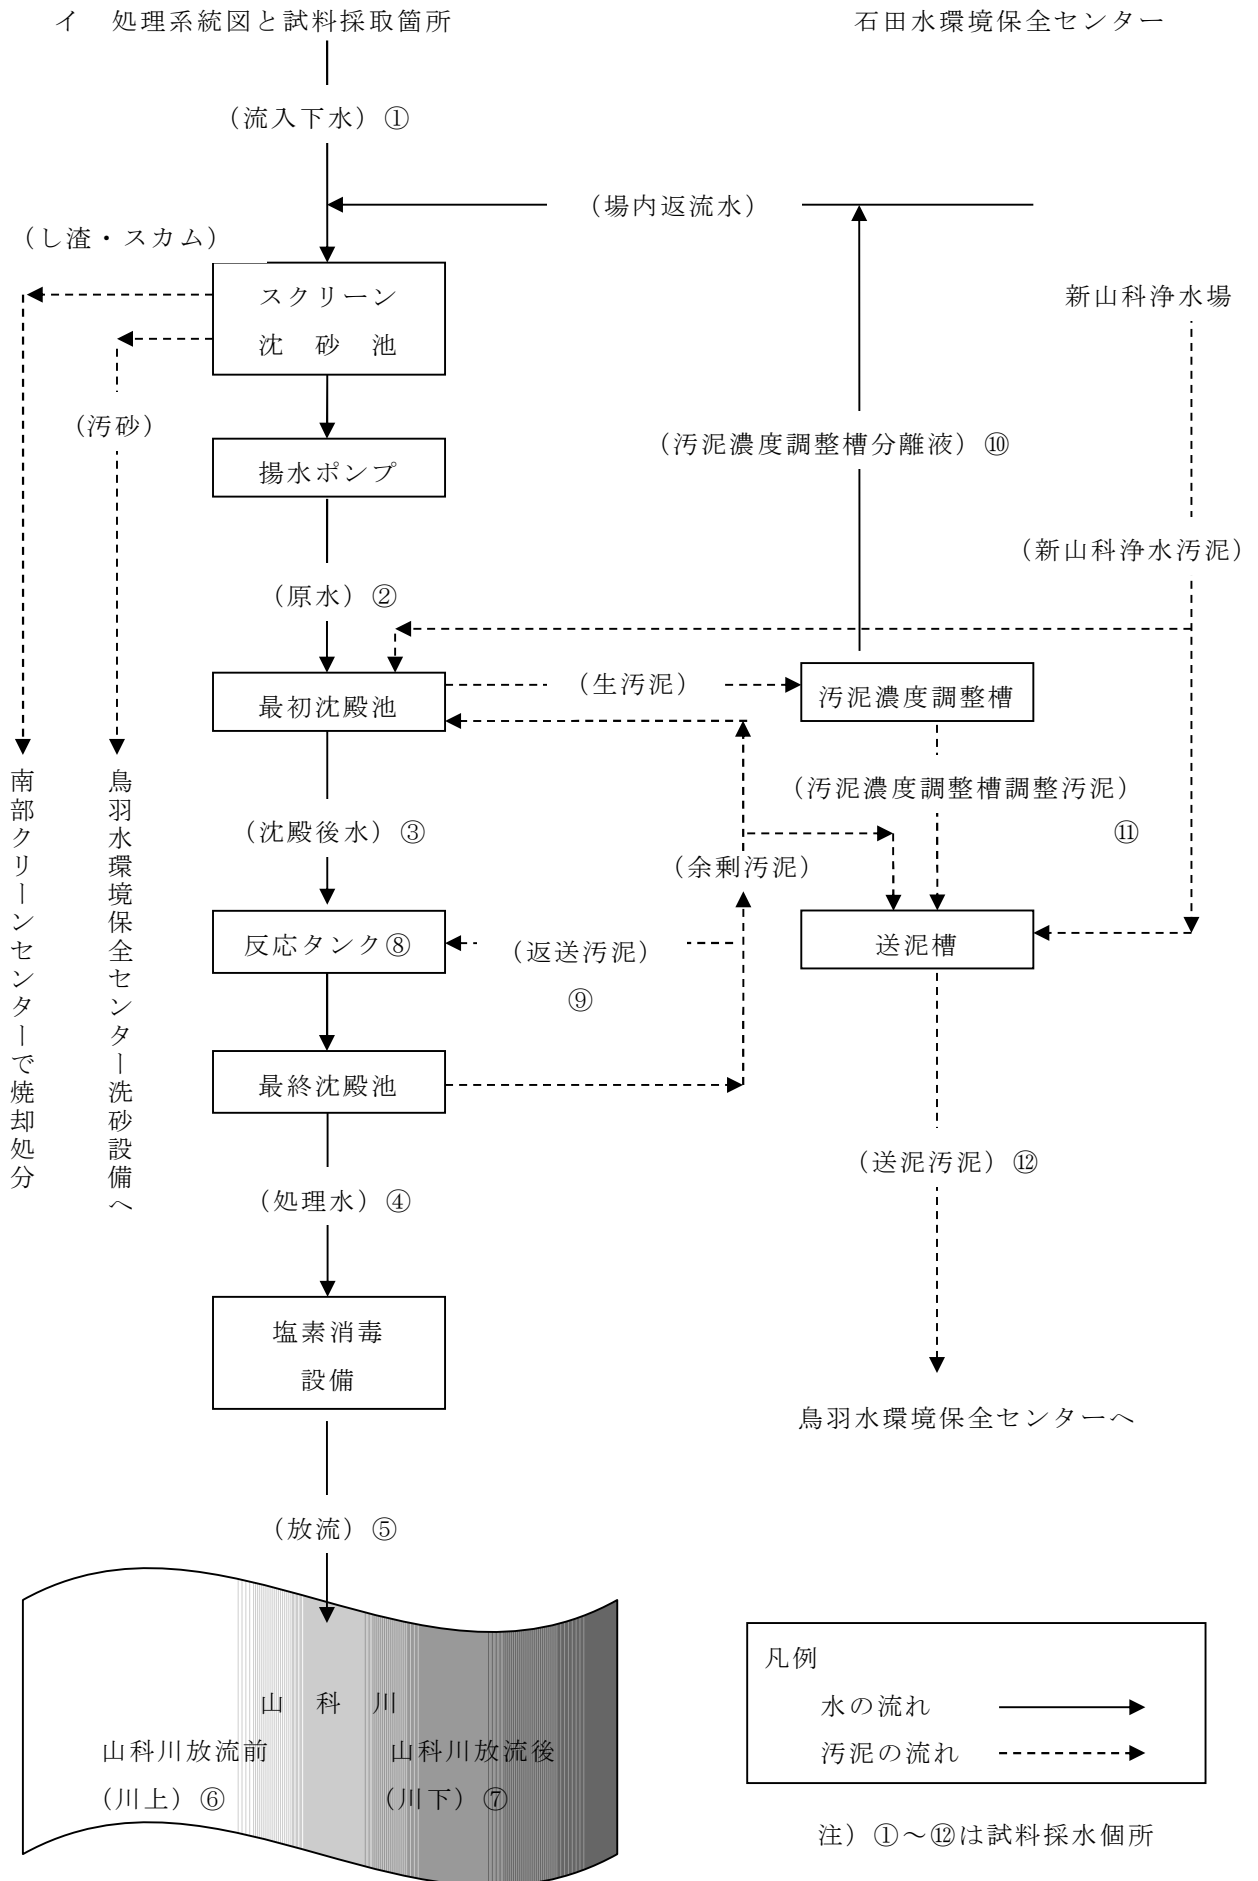 イ　処理系統図と試料採取箇所
石田水環境保全センター
（流入下水）①
（場内返流水）
（し渣・スカム）
スクリーン
沈　砂　池
新山科浄水場
（汚砂）
（汚泥濃度調整槽分離液）⑩
揚水ポンプ
（新山科浄水汚泥）
（原水）②
（生汚泥）
最初沈殿池
汚泥濃度調整槽
南部クリーンセンターで焼却処分
鳥羽水環境保全センター洗砂設備へ
（汚泥濃度調整槽調整汚泥）
⑪
（沈殿後水）③
（余剰汚泥）
反応タンク⑧
（返送汚泥）
⑨
送泥槽
最終沈殿池
（送泥汚泥）⑫
（処理水）④
塩素消毒
設備
鳥羽水環境保全センターへ
（放流）⑤
山　科　川
山科川放流前
（川上）⑥
山科川放流後
（川下）⑦
凡例
水の流れ
汚泥の流れ
注）①～⑫は試料採水個所